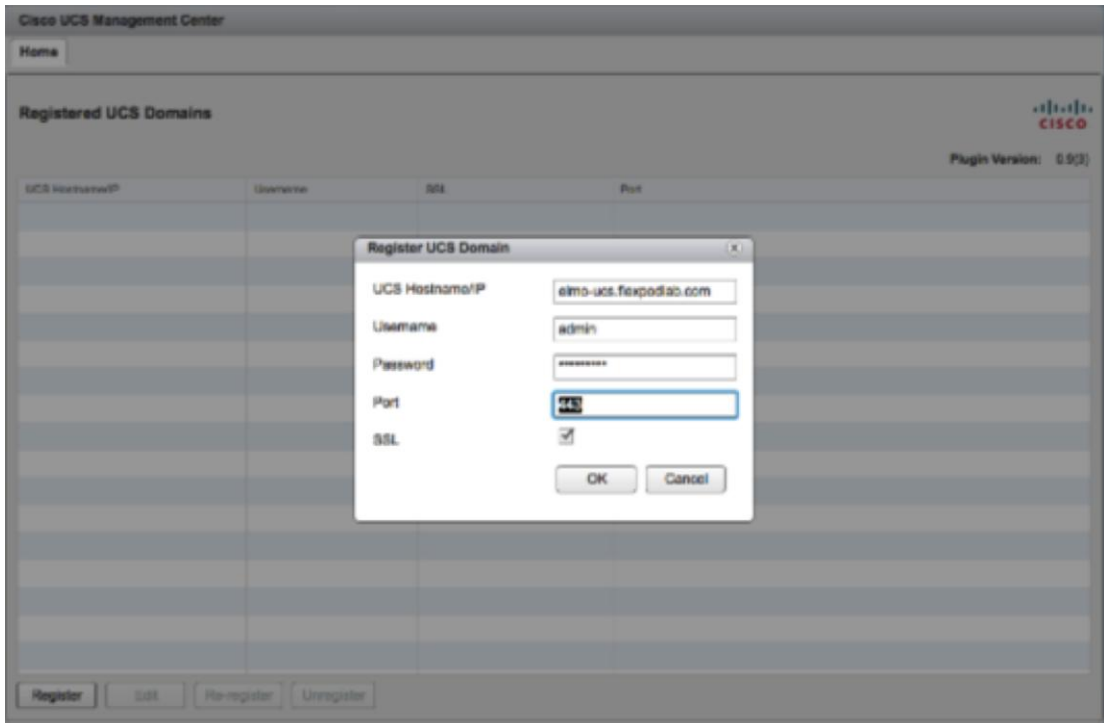 Cisco UCS Management Center
Home
Registered UCS Domains
CISCO
Plugin Version: 0.9(3)
UCS Hostname/IP Username SSL Port
Register UCS Domain
UCS Hostname/IP elmo-ucs.flexpodlab.com
Username admin
Password *********
Port 443
SSL
OK Cancel
Register Edit Re-register Unregister